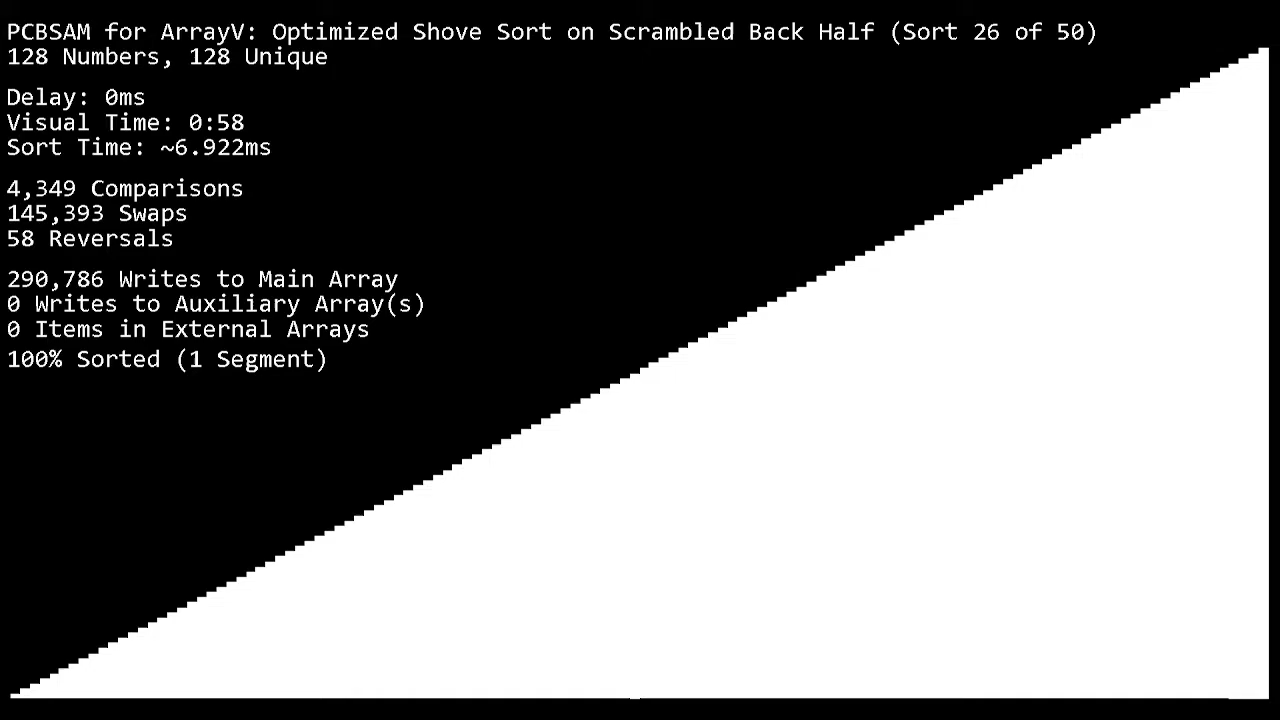 PCBSAM for ArrayV: Optimized Shove Sort on Scrambled Back Half (Sort 26 of 50)
128 Numbers, 128 Unique
Delay: 0ms
Visual Time: 0:58
Sort Time: ~6.922ms
4,349 Comparisons
145,393 Swaps
58 Reversals
290,786 Writes to Main Array
0 Writes to Auxiliary Array(s)
0 Items in External Arrays
100% Sorted (1 Segment)